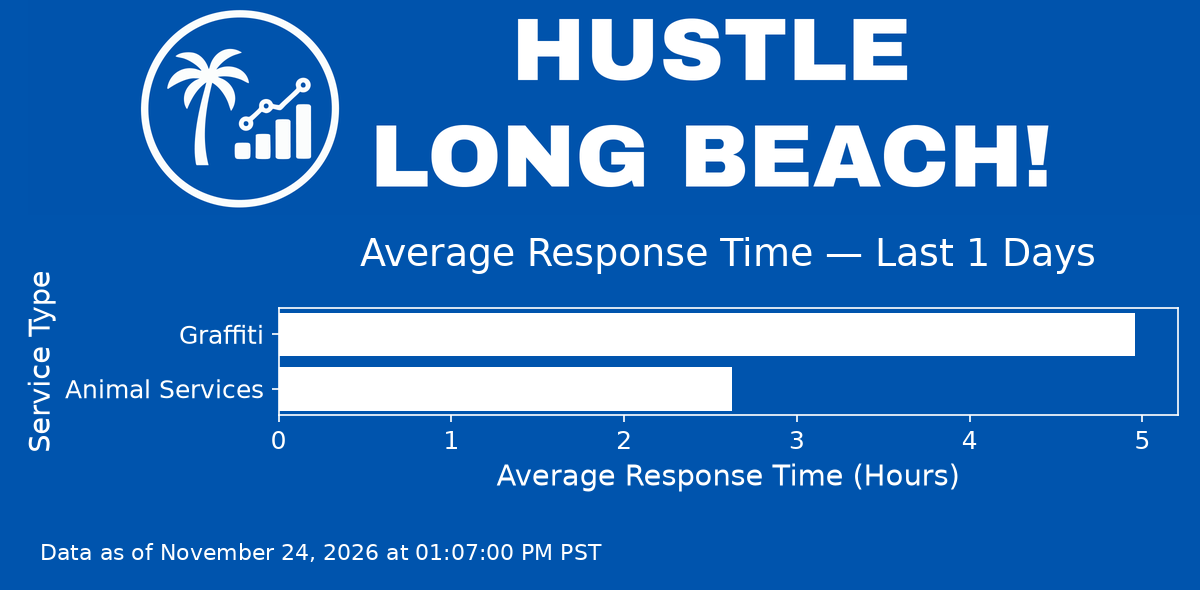 HUSTLE
LONG BEACH!
Average Response Time — Last 1 Days
Service Type
Graffiti
Animal Services
0 1 2 3 4 5
Average Response Time (Hours)
Data as of November 24, 2026 at 01:07:00 PM PST